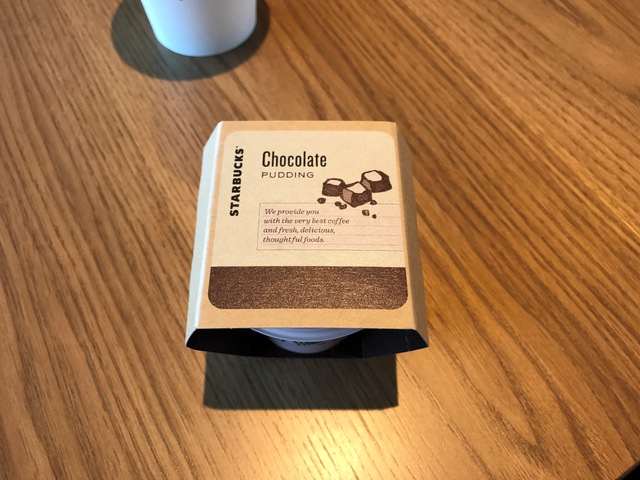 STARBUCKS
Chocolate
PUDDING
We provide you
with the very best coffee
and fresh, delicious,
thoughtful foods.